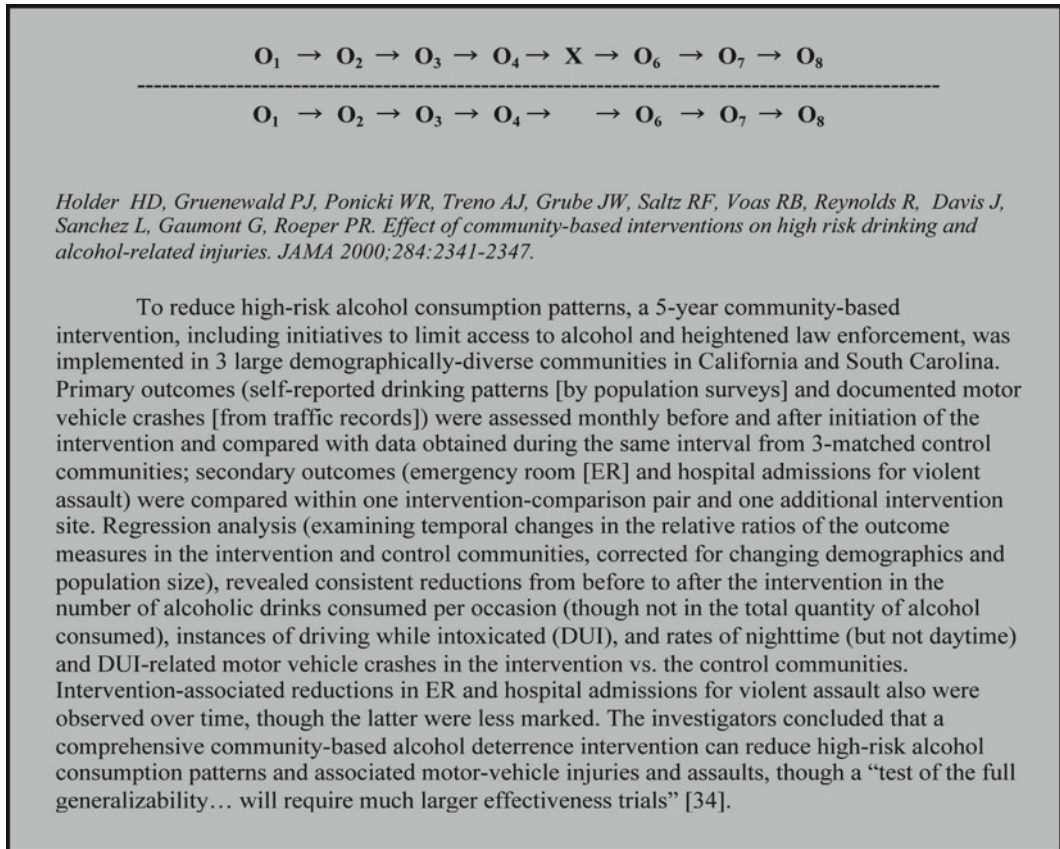 O₁ → O₂ → O₃ → O₄ → X → O₆ → O₇ → O₈
--------------------------------------------------------------------------------------------------
O₁ → O₂ → O₃ → O₄ → → O₆ → O₇ → O₈
Holder HD, Gruenewald PJ, Ponicki WR, Treno AJ, Grube JW, Saltz RF, Voas RB, Reynolds R, Davis J,
Sanchez L, Gaumont G, Roeper PR. Effect of community-based interventions on high risk drinking and
alcohol-related injuries. JAMA 2000;284:2341-2347.
To reduce high-risk alcohol consumption patterns, a 5-year community-based
intervention, including initiatives to limit access to alcohol and heightened law enforcement, was
implemented in 3 large demographically-diverse communities in California and South Carolina.
Primary outcomes (self-reported drinking patterns [by population surveys] and documented motor
vehicle crashes [from traffic records]) were assessed monthly before and after initiation of the
intervention and compared with data obtained during the same interval from 3-matched control
communities; secondary outcomes (emergency room [ER] and hospital admissions for violent
assault) were compared within one intervention-comparison pair and one additional intervention
site. Regression analysis (examining temporal changes in the relative ratios of the outcome
measures in the intervention and control communities, corrected for changing demographics and
population size), revealed consistent reductions from before to after the intervention in the
number of alcoholic drinks consumed per occasion (though not in the total quantity of alcohol
consumed), instances of driving while intoxicated (DUI), and rates of nighttime (but not daytime)
and DUI-related motor vehicle crashes in the intervention vs. the control communities.
Intervention-associated reductions in ER and hospital admissions for violent assault also were
observed over time, though the latter were less marked. The investigators concluded that a
comprehensive community-based alcohol deterrence intervention can reduce high-risk alcohol
consumption patterns and associated motor-vehicle injuries and assaults, though a “test of the full
generalizability… will require much larger effectiveness trials” [34].